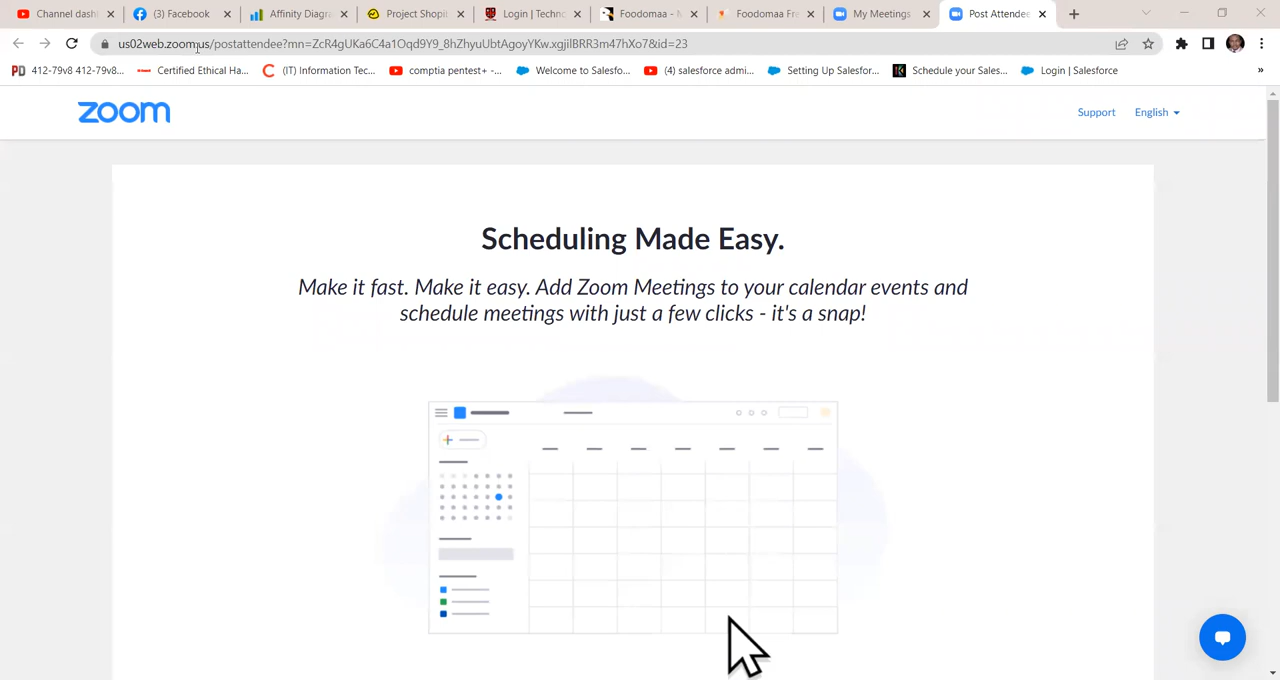 Channel dash
(3) Facebook
Affinity Diagra
Project Shopif
Login | Techno
Foodomaa - M
Foodomaa Fre
My Meetings
Post Attendee
us02web.zoom.us/postattendee?mn=ZcR4gUKa6C4a1Oqd9Y9_8hZhyuUbtAgoyYKw.xgjilBRR3m47hXo7&id=23
412-79v8 412-79v8...
Certified Ethical Ha...
(IT) Information Tec...
comptia pentest+ -...
Welcome to Salesfo...
(4) salesforce admi...
Setting Up Salesfor...
Schedule your Sales...
Login | Salesforce
»
zoom
Support
English
Scheduling Made Easy.
Make it fast. Make it easy. Add Zoom Meetings to your calendar events and
schedule meetings with just a few clicks - it's a snap!